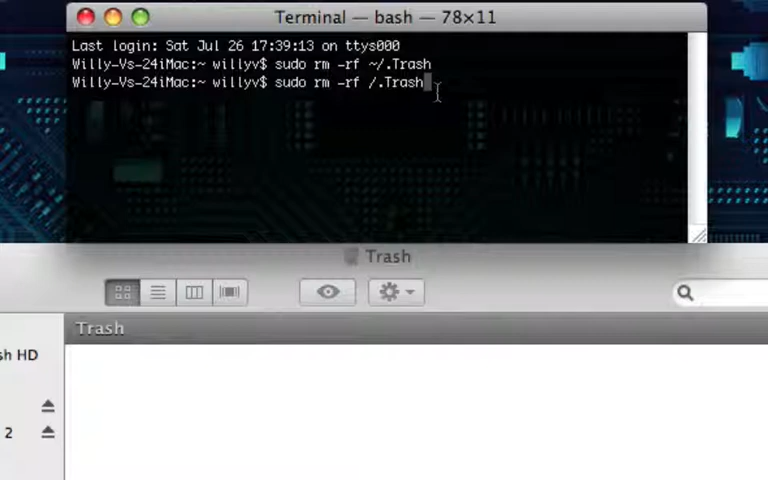 Terminal — bash — 78×11
Last login: Sat Jul 26 17:39:13 on ttys000
Willy-Vs-24iMac:~ willyv$ sudo rm -rf ~/.Trash
Willy-Vs-24iMac:~ willyv$ sudo rm -rf /.Trash
Trash
Trash
sh HD
2